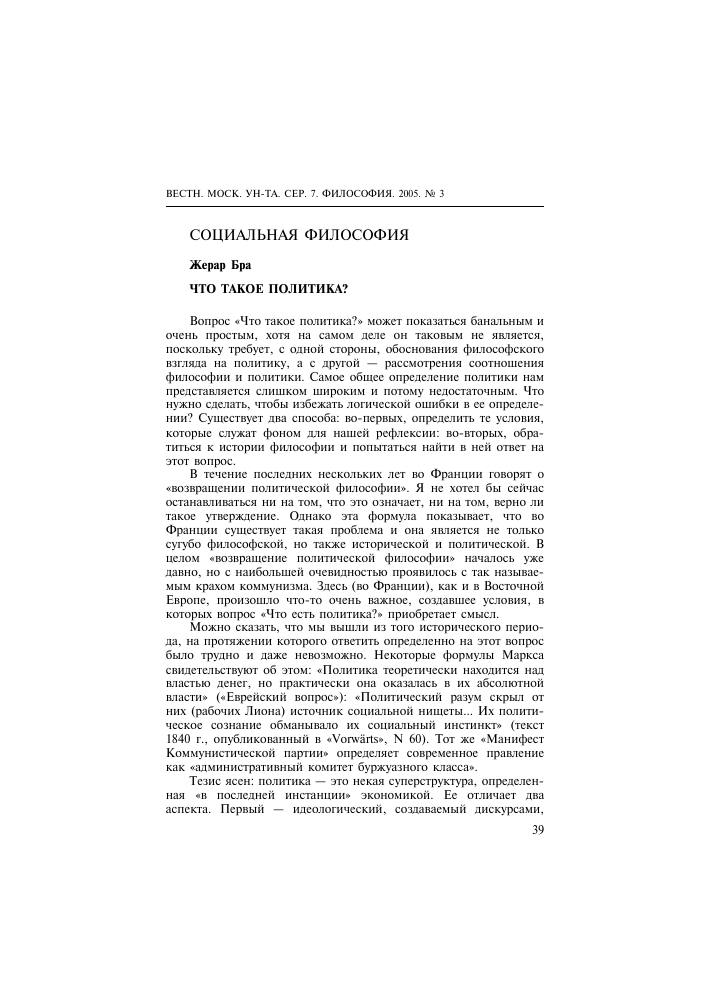 ВЕСТН. МОСК. УН-ТА. СЕР. 7. ФИЛОСОФИЯ. 2005. № 3
СОЦИАЛЬНАЯ ФИЛОСОФИЯ
Жерар Бра
ЧТО ТАКОЕ ПОЛИТИКА?
Вопрос «Что такое политика?» может показаться банальным и
очень простым, хотя на самом деле он таковым не является,
поскольку требует, с одной стороны, обоснования философского
взгляда на политику, а с другой — рассмотрения соотношения
философии и политики. Самое общее определение политики нам
представляется слишком широким и потому недостаточным. Что
нужно сделать, чтобы избежать логической ошибки в ее определе-
нии? Существует два способа: во-первых, определить те условия,
которые служат фоном для нашей рефлексии: во-вторых, обра-
титься к истории философии и попытаться найти в ней ответ на
этот вопрос.
В течение последних нескольких лет во Франции говорят о
«возвращении политической философии». Я не хотел бы сейчас
останавливаться ни на том, что это означает, ни на том, верно ли
такое утверждение. Однако эта формула показывает, что во
Франции существует такая проблема и она является не только
сугубо философской, но также исторической и политической. В
целом «возвращение политической философии» началось уже
давно, но с наибольшей очевидностью проявилось с так называе-
мым крахом коммунизма. Здесь (во Франции), как и в Восточной
Европе, произошло что-то очень важное, создавшее условия, в
которых вопрос «Что есть политика?» приобретает смысл.
Можно сказать, что мы вышли из того исторического перио-
да, на протяжении которого ответить определенно на этот вопрос
было трудно и даже невозможно. Некоторые формулы Маркса
свидетельствуют об этом: «Политика теоретически находится над
властью денег, но практически она оказалась в их абсолютной
власти» («Еврейский вопрос»): «Политический разум скрыл от
них (рабочих Лиона) источник социальной нищеты... Их полити-
ческое сознание обманывало их социальный инстинкт» (текст
1840 г., опубликованный в «Vorwärts», N 60). Тот же «Манифест
Коммунистической партии» определяет современное правление
как «административный комитет буржуазного класса».
Тезис ясен: политика — это некая суперструктура, определен-
ная «в последней инстанции» экономикой. Ее отличает два
аспекта. Первый — идеологический, создаваемый дискурсами,
39